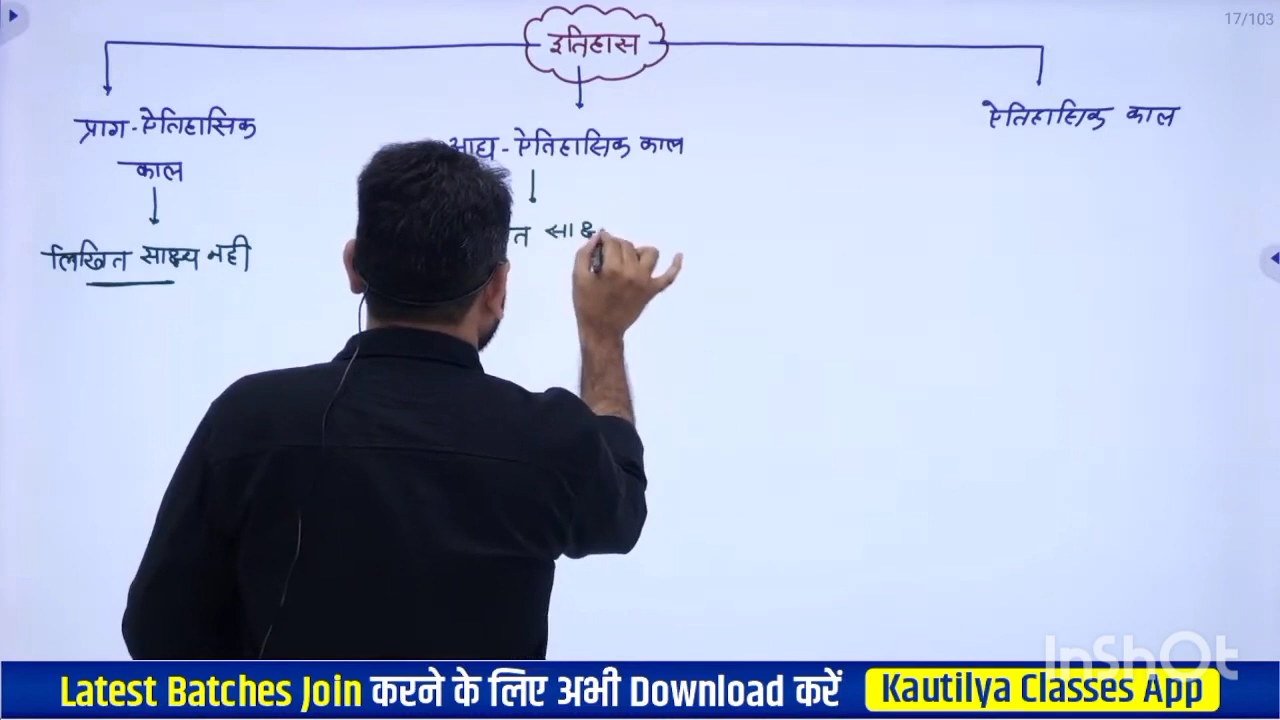 17/103
इतिहास
प्राग-ऐतिहासिक
काल
लिखित साक्ष्य नही
आद्य-ऐतिहासिक काल
ऐतिहासिक काल
InShOt
Latest Batches Join करने के लिए अभी Download करें
Kautilya Classes App